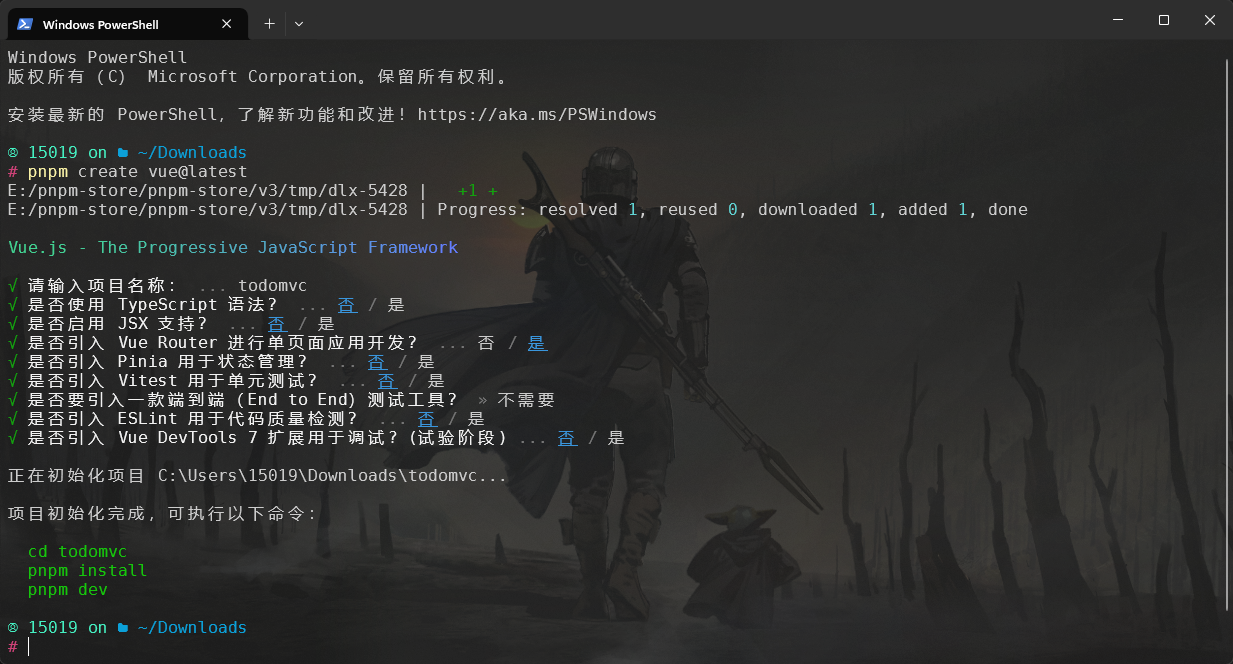 Windows PowerShell
Windows PowerShell
版权所有 (C)  Microsoft Corporation。保留所有权利。
安装最新的 PowerShell，了解新功能和改进！https://aka.ms/PSWindows
15019 on ~/Downloads
# pnpm create vue@latest
E:/pnpm-store/pnpm-store/v3/tmp/dlx-5428 |   +1 +
E:/pnpm-store/pnpm-store/v3/tmp/dlx-5428 | Progress: resolved 1, reused 0, downloaded 1, added 1, done
Vue.js - The Progressive JavaScript Framework
√ 请输入项目名称： ... todomvc
√ 是否使用 TypeScript 语法？ ... 否 / 是
√ 是否启用 JSX 支持？ ... 否 / 是
√ 是否引入 Vue Router 进行单页面应用开发？ ... 否 / 是
√ 是否引入 Pinia 用于状态管理？ ... 否 / 是
√ 是否引入 Vitest 用于单元测试？ ... 否 / 是
√ 是否要引入一款端到端（End to End）测试工具？ » 不需要
√ 是否引入 ESLint 用于代码质量检测？ ... 否 / 是
√ 是否引入 Vue DevTools 7 扩展用于调试？(试验阶段) ... 否 / 是
正在初始化项目 C:\Users\15019\Downloads\todomvc...
项目初始化完成，可执行以下命令：
cd todomvc
pnpm install
pnpm dev
15019 on ~/Downloads
#